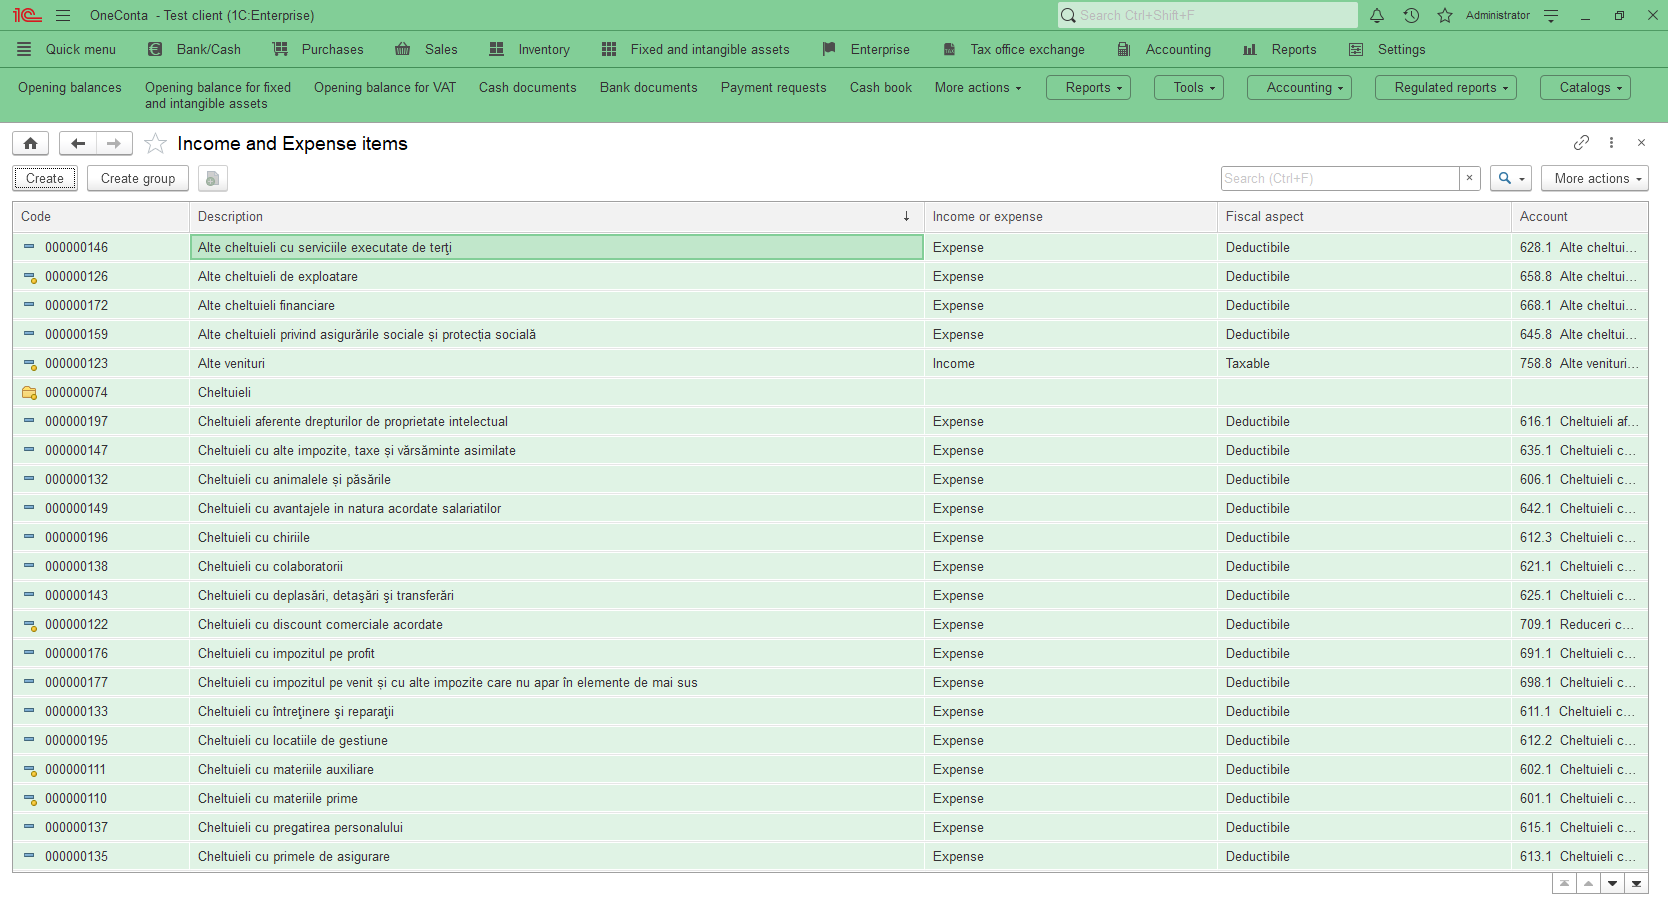 OneConta - Test client (1C:Enterprise)
Search Ctrl+Shift+F
Administrator
Quick menu Bank/Cash Purchases Sales Inventory Fixed and intangible assets Enterprise Tax office exchange Accounting Reports Settings
Opening balances Opening balance for fixed and intangible assets Opening balance for VAT Cash documents Bank documents Payment requests Cash book More actions Reports Tools Accounting Regulated reports Catalogs
Income and Expense items
Create Create group Search (Ctrl+F) × More actions
Code Description ↓ Income or expense Fiscal aspect Account
000000146 Alte cheltuieli cu serviciile executate de terţi Expense Deductibile 628.1 Alte cheltui...
000000126 Alte cheltuieli de exploatare Expense Deductibile 658.8 Alte cheltui...
000000172 Alte cheltuieli financiare Expense Deductibile 668.1 Alte cheltui...
000000159 Alte cheltuieli privind asigurările sociale și protecția socială Expense Deductibile 645.8 Alte cheltui...
000000123 Alte venituri Income Taxable 758.8 Alte venituri...
000000074 Cheltuieli
000000197 Cheltuieli aferente drepturilor de proprietate intelectual Expense Deductibile 616.1 Cheltuieli af...
000000147 Cheltuieli cu alte impozite, taxe și vărsăminte asimilate Expense Deductibile 635.1 Cheltuieli c...
000000132 Cheltuieli cu animalele și păsările Expense Deductibile 606.1 Cheltuieli c...
000000149 Cheltuieli cu avantajele in natura acordate salariatilor Expense Deductibile 642.1 Cheltuieli c...
000000196 Cheltuieli cu chiriile Expense Deductibile 612.3 Cheltuieli c...
000000138 Cheltuieli cu colaboratorii Expense Deductibile 621.1 Cheltuieli c...
000000143 Cheltuieli cu deplasări, detaşări şi transferări Expense Deductibile 625.1 Cheltuieli c...
000000122 Cheltuieli cu discount comerciale acordate Expense Deductibile 709.1 Reduceri c...
000000176 Cheltuieli cu impozitul pe profit Expense Deductibile 691.1 Cheltuieli c...
000000177 Cheltuieli cu impozitul pe venit și cu alte impozite care nu apar în elemente de mai sus Expense Deductibile 698.1 Cheltuieli c...
000000133 Cheltuieli cu întreţinere şi reparaţii Expense Deductibile 611.1 Cheltuieli c...
000000195 Cheltuieli cu locatiile de gestiune Expense Deductibile 612.2 Cheltuieli c...
000000111 Cheltuieli cu materiile auxiliare Expense Deductibile 602.1 Cheltuieli c...
000000110 Cheltuieli cu materiile prime Expense Deductibile 601.1 Cheltuieli c...
000000137 Cheltuieli cu pregatirea personalului Expense Deductibile 615.1 Cheltuieli c...
000000135 Cheltuieli cu primele de asigurare Expense Deductibile 613.1 Cheltuieli c...